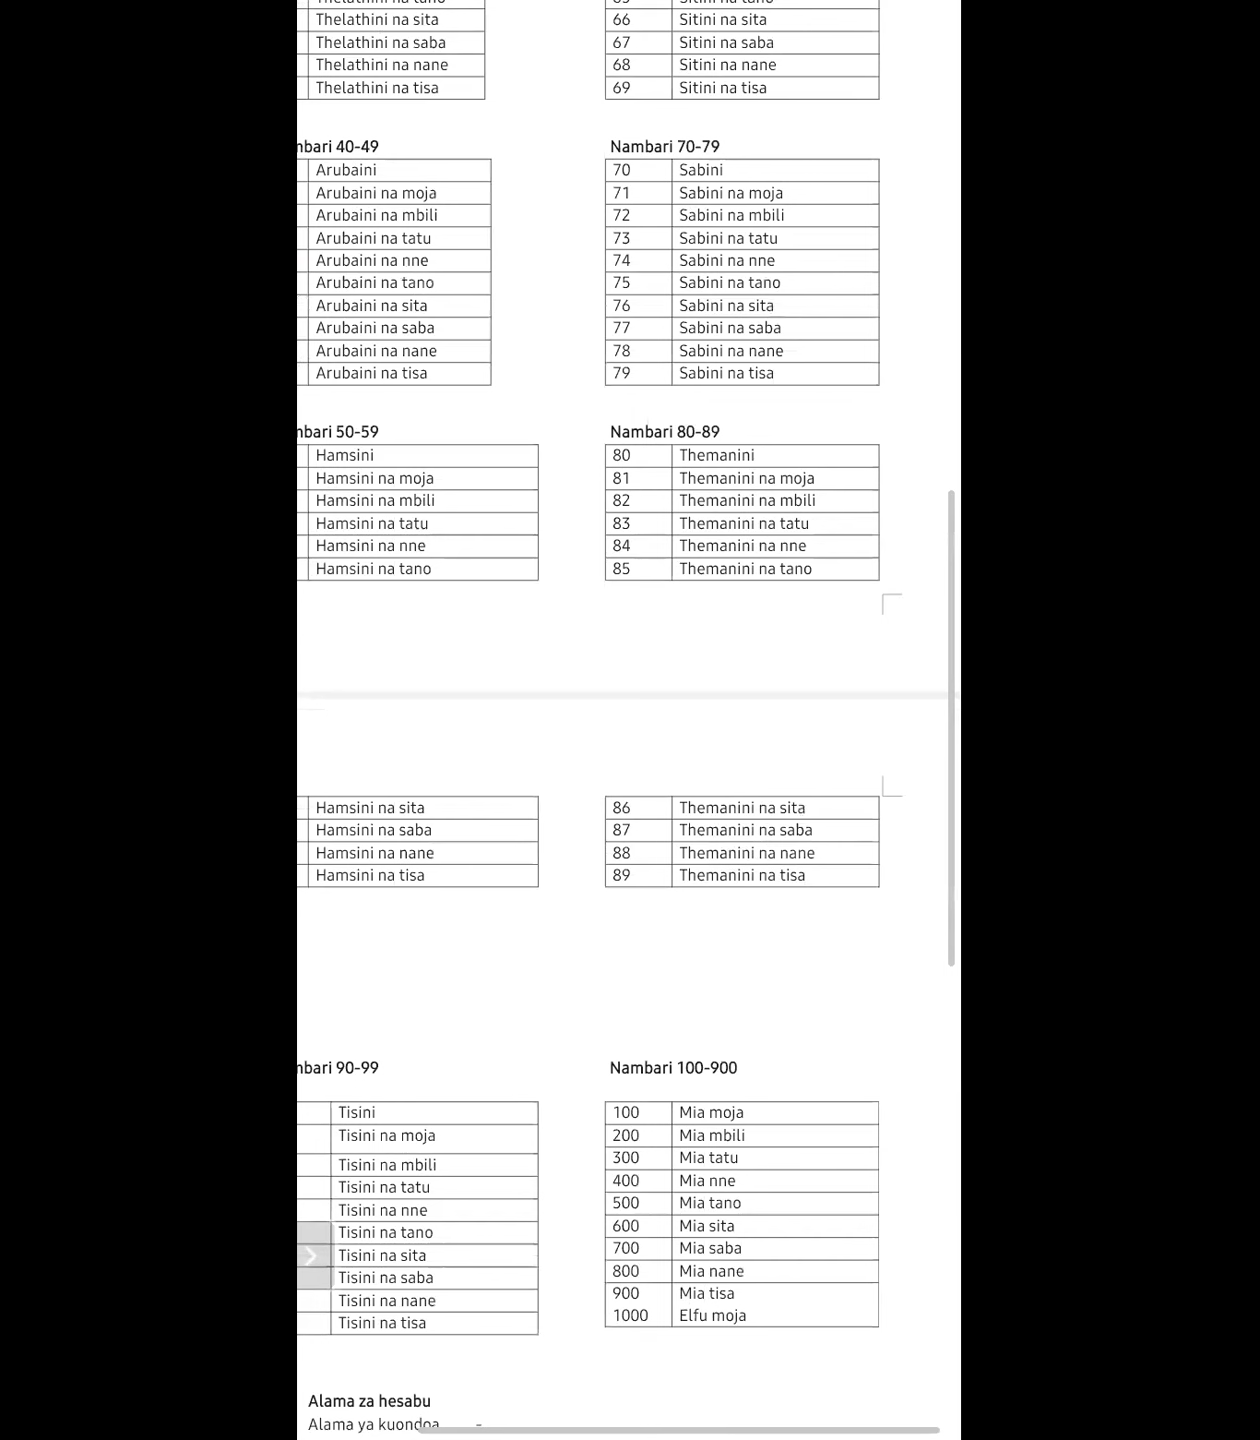 Thelathini na sita
Thelathini na saba
Thelathini na nane
Thelathini na tisa
66 Sitini na sita
67 Sitini na saba
68 Sitini na nane
69 Sitini na tisa
40-49
Arubaini
Arubaini na moja
Arubaini na mbili
Arubaini na tatu
Arubaini na nne
Arubaini na tano
Arubaini na sita
Arubaini na saba
Arubaini na nane
Arubaini na tisa
Nambari 70-79
70 Sabini
71 Sabini na moja
72 Sabini na mbili
73 Sabini na tatu
74 Sabini na nne
75 Sabini na tano
76 Sabini na sita
77 Sabini na saba
78 Sabini na nane
79 Sabini na tisa
50-59
Hamsini
Hamsini na moja
Hamsini na mbili
Hamsini na tatu
Hamsini na nne
Hamsini na tano
Nambari 80-89
80 Themanini
81 Themanini na moja
82 Themanini na mbili
83 Themanini na tatu
84 Themanini na nne
85 Themanini na tano
Hamsini na sita
Hamsini na saba
Hamsini na nane
Hamsini na tisa
86 Themanini na sita
87 Themanini na saba
88 Themanini na nane
89 Themanini na tisa
90-99
Tisini
Tisini na moja
Tisini na mbili
Tisini na tatu
Tisini na nne
Tisini na tano
Tisini na sita
Tisini na saba
Tisini na nane
Tisini na tisa
Nambari 100-900
100 Mia moja
200 Mia mbili
300 Mia tatu
400 Mia nne
500 Mia tano
600 Mia sita
700 Mia saba
800 Mia nane
900 Mia tisa
1000 Elfu moja
Alama za hesabu
Alama ya kuondoa -